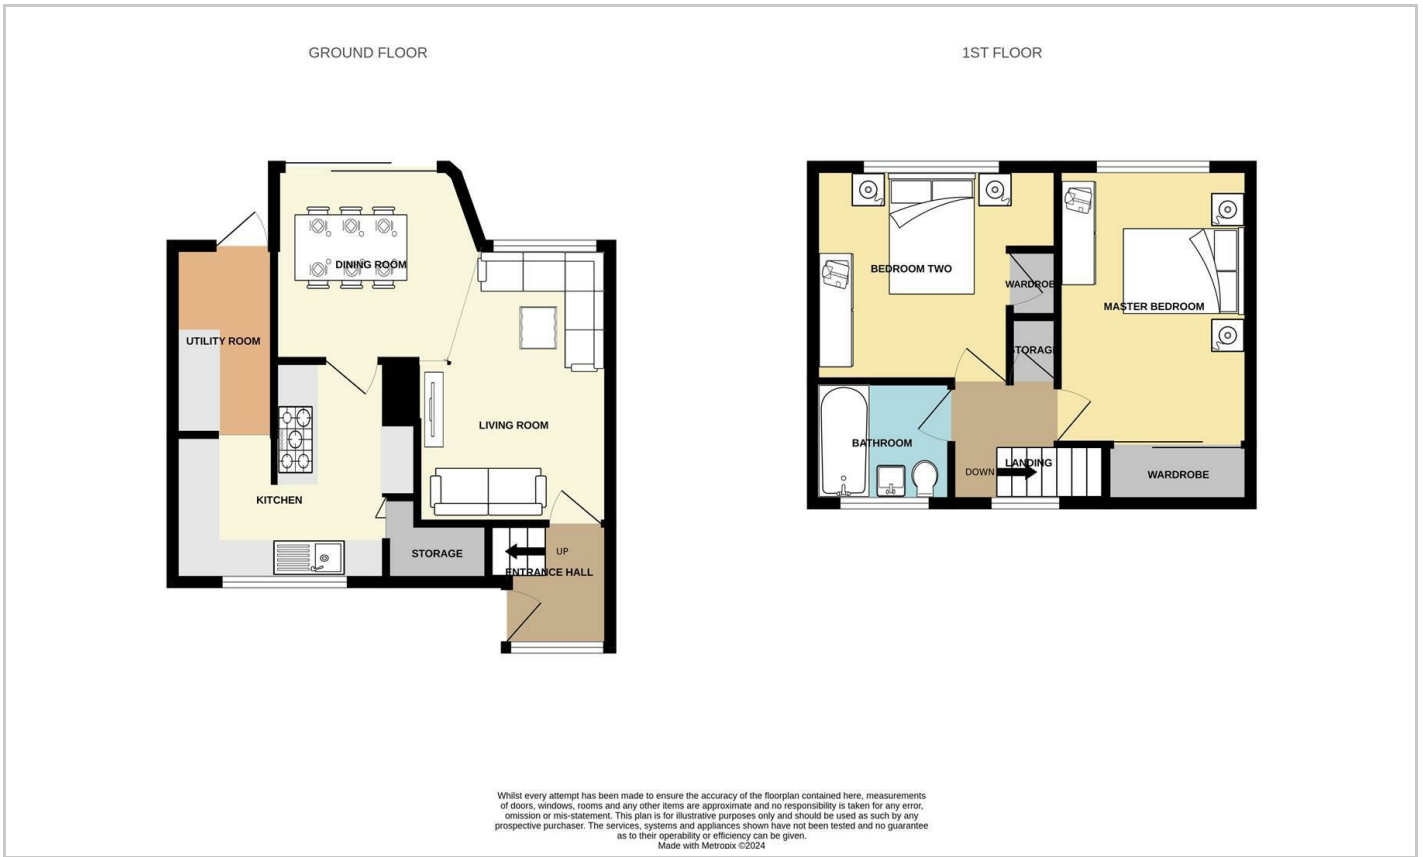 GROUND FLOOR
1ST FLOOR
DINING ROOM
UTILITY ROOM
LIVING ROOM
KITCHEN
STORAGE
UP
ENTRANCE HALL
BEDROOM TWO
WARDROBE
MASTER BEDROOM
STORAGE
BATHROOM
LANDING
DOWN
WARDROBE
Whilst every attempt has been made to ensure the accuracy of the floorplan contained here, measurements
of doors, windows, rooms and any other items are approximate and no responsibility is taken for any error,
omission or mis-statement. This plan is for illustrative purposes only and should be used as such by any
prospective purchaser. The services, systems and appliances shown have not been tested and no guarantee
as to their operability or efficiency can be given.
Made with Metropix ©2024